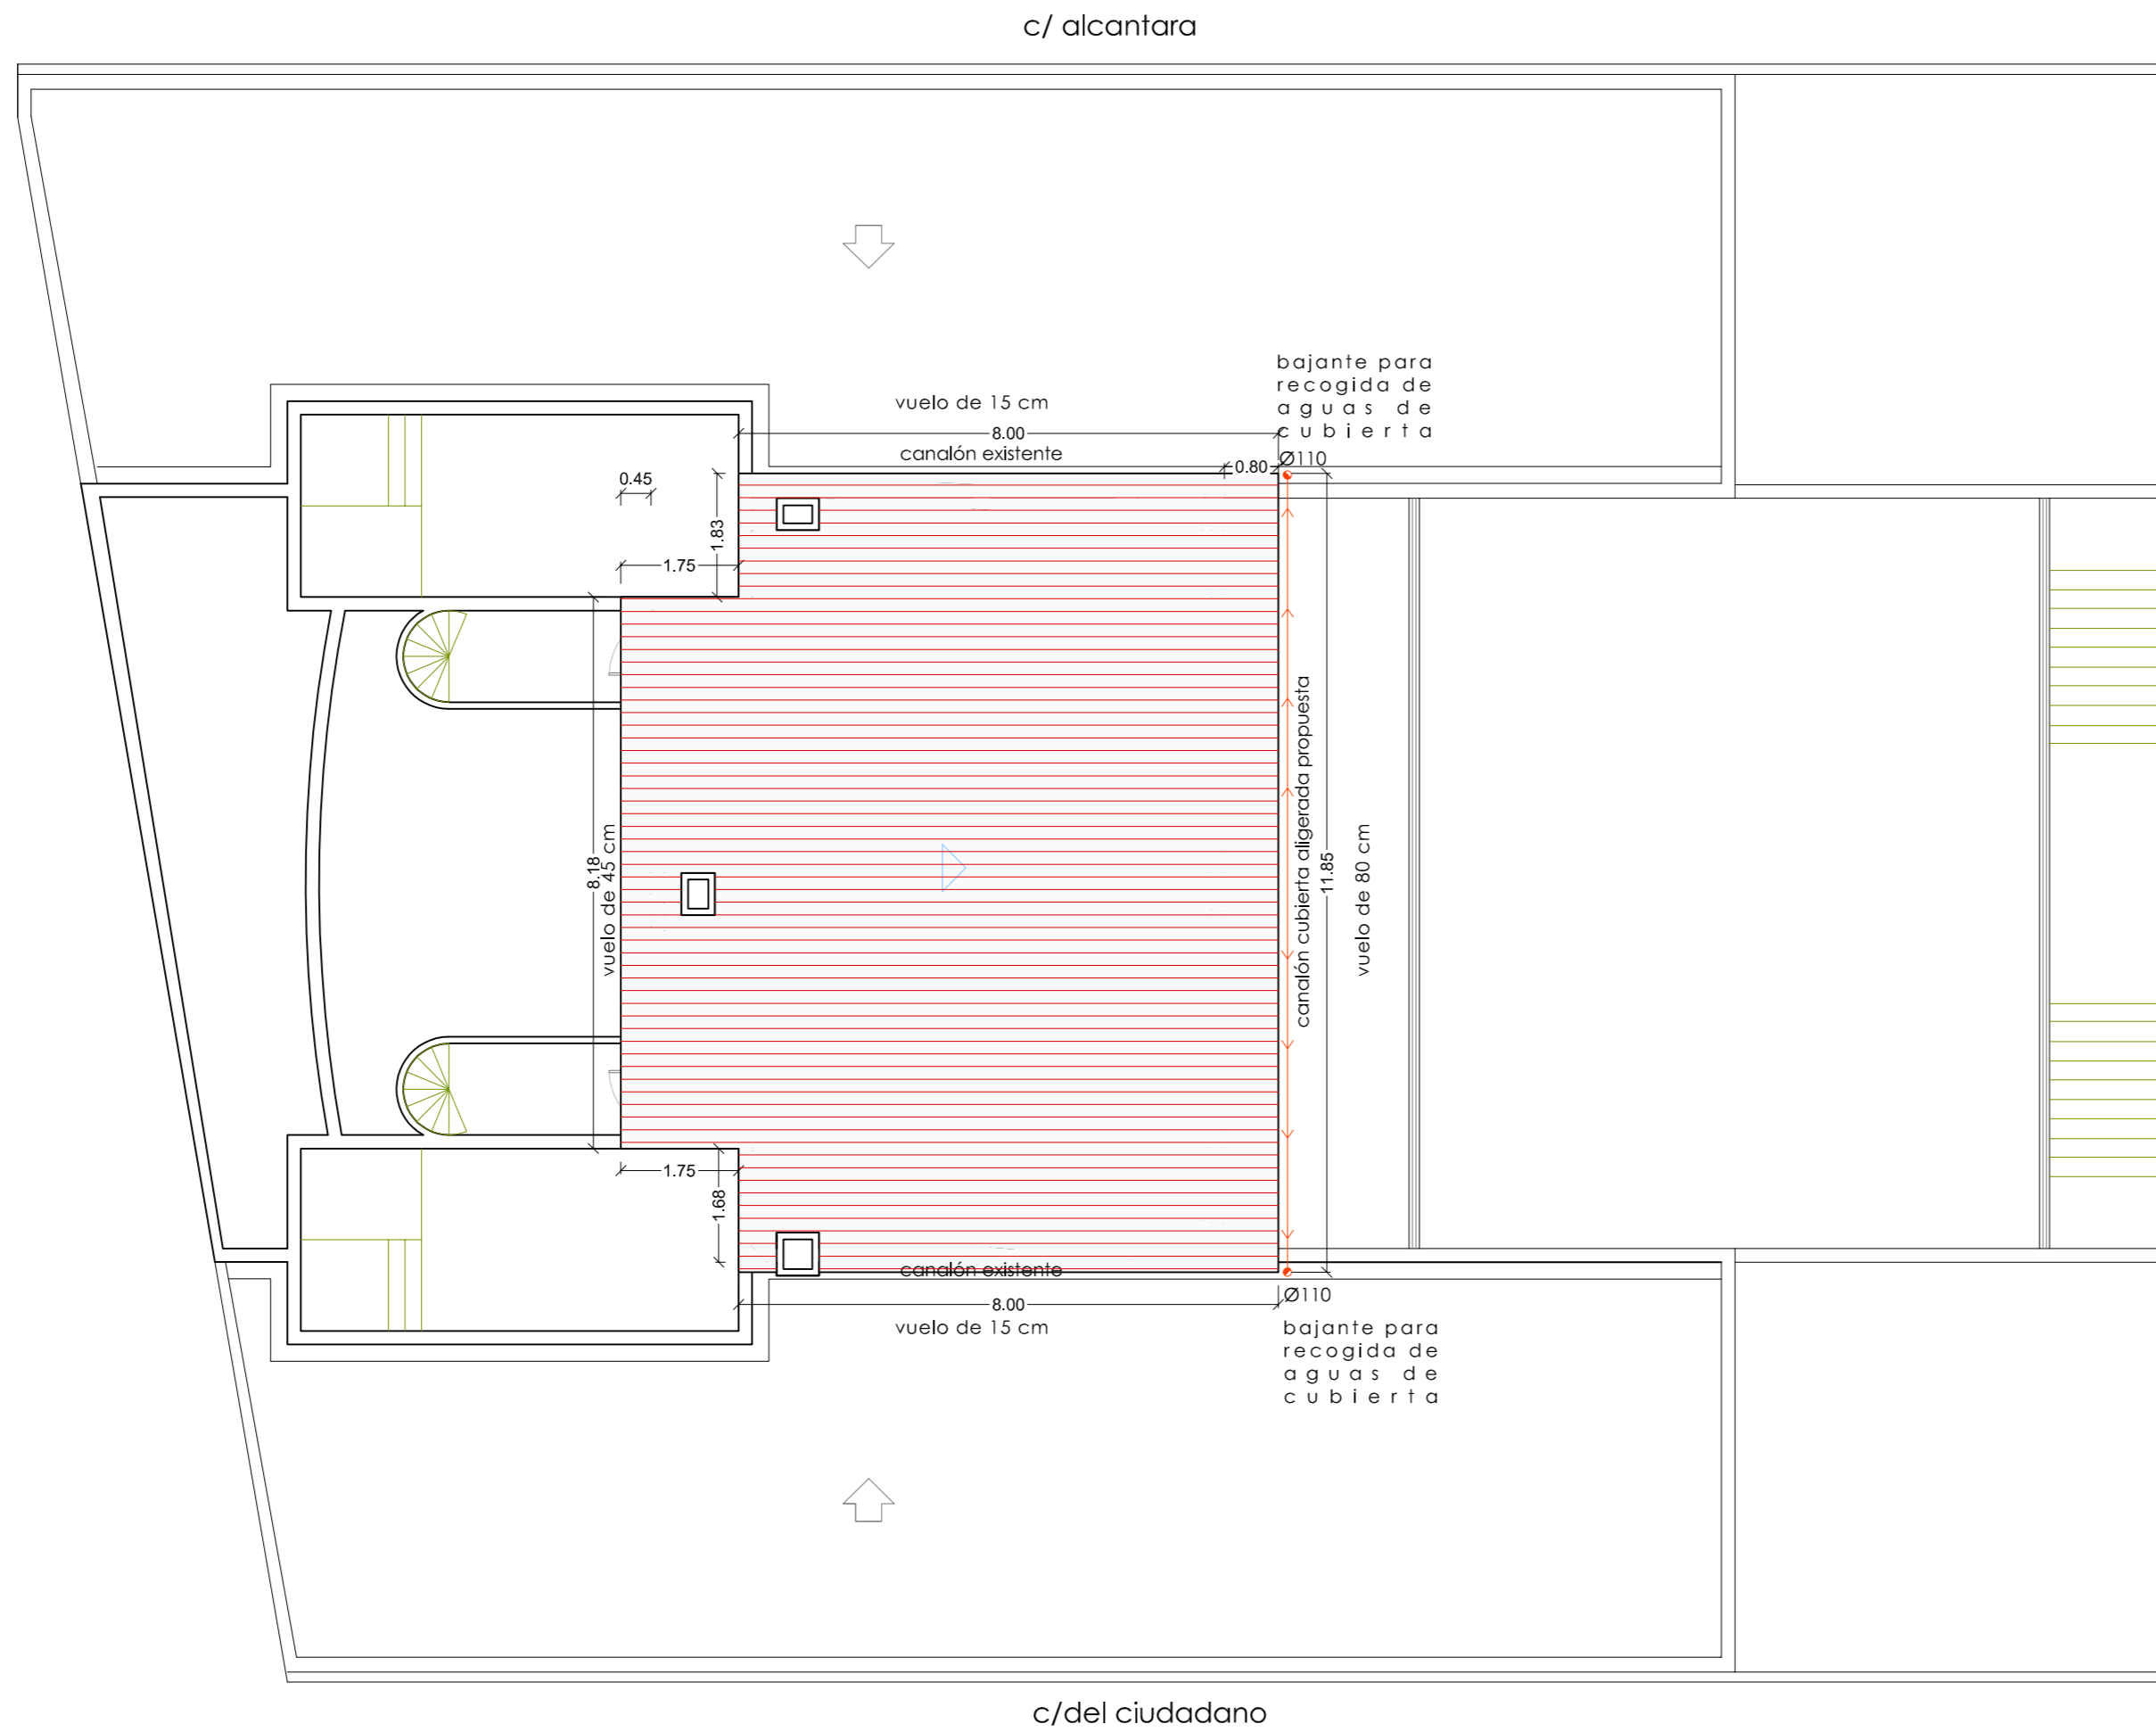 c/ alcantara
bajante para
recogida de
aguas de
cubierta
vuelo de 15 cm
8.00
canalón existente
0.80
Ø110
0.45
1.83
1.75
canalón cubierta aligerada propuesta
8.18
vuelo de 45 cm
11.85
vuelo de 80 cm
1.75
1.68
canalón existente
8.00
Ø110
vuelo de 15 cm
bajante para
recogida de
aguas de
cubierta
c/del ciudadano